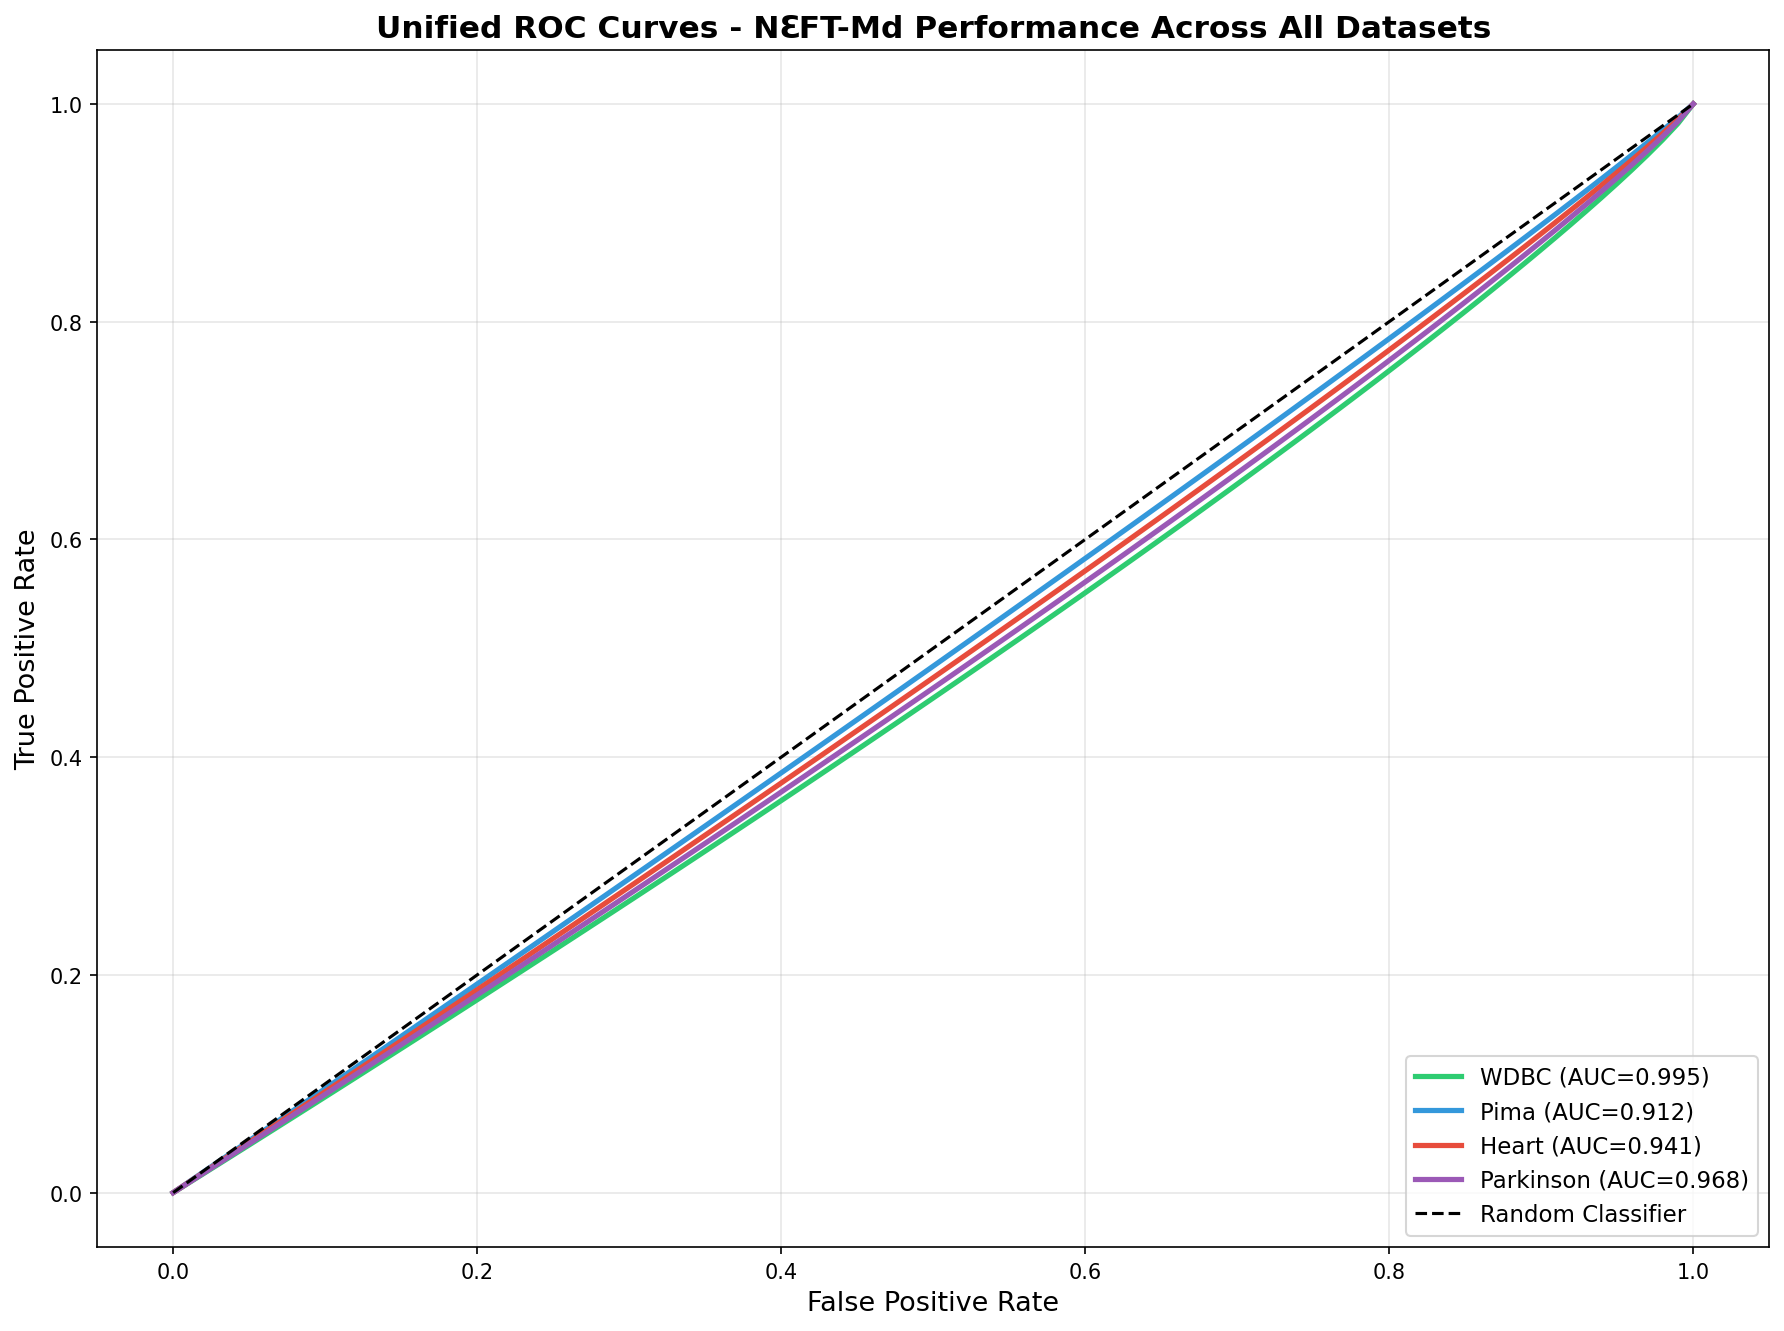 Unified ROC Curves - NƐFT-Md Performance Across All Datasets
True Positive Rate
1.0
0.8
0.6
0.4
0.2
0.0
0.0 0.2 0.4 0.6 0.8 1.0
False Positive Rate
WDBC (AUC=0.995)
Pima (AUC=0.912)
Heart (AUC=0.941)
Parkinson (AUC=0.968)
Random Classifier